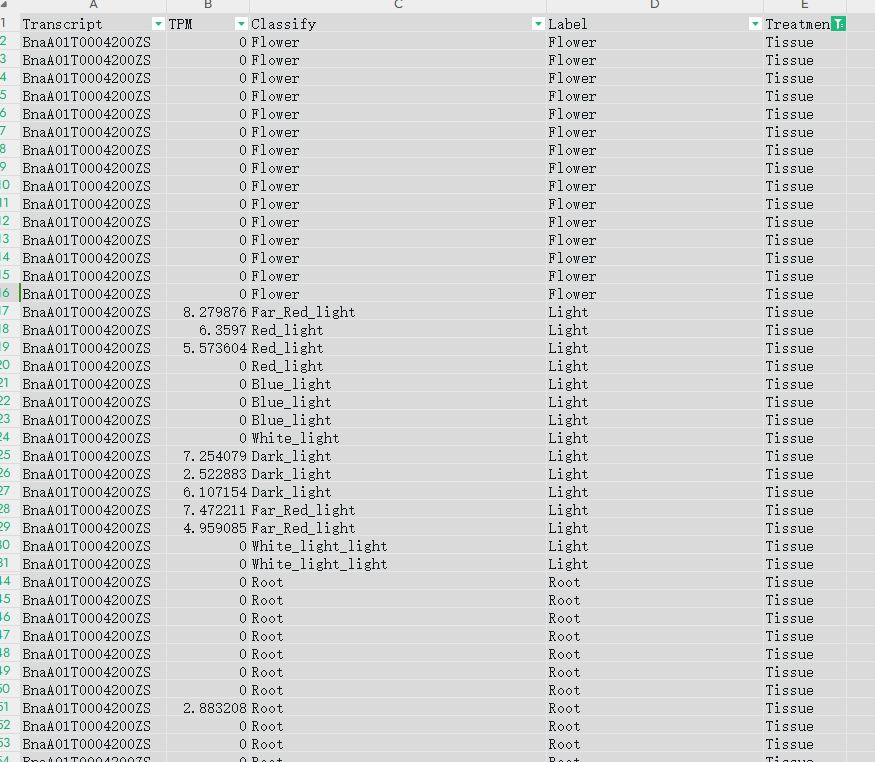 A B C D E
1 Transcript TPM Classify Label Treatmen
2 BnaA01T0004200ZS 0 Flower Flower Tissue
3 BnaA01T0004200ZS 0 Flower Flower Tissue
4 BnaA01T0004200ZS 0 Flower Flower Tissue
5 BnaA01T0004200ZS 0 Flower Flower Tissue
6 BnaA01T0004200ZS 0 Flower Flower Tissue
7 BnaA01T0004200ZS 0 Flower Flower Tissue
8 BnaA01T0004200ZS 0 Flower Flower Tissue
9 BnaA01T0004200ZS 0 Flower Flower Tissue
10 BnaA01T0004200ZS 0 Flower Flower Tissue
11 BnaA01T0004200ZS 0 Flower Flower Tissue
12 BnaA01T0004200ZS 0 Flower Flower Tissue
13 BnaA01T0004200ZS 0 Flower Flower Tissue
14 BnaA01T0004200ZS 0 Flower Flower Tissue
15 BnaA01T0004200ZS 0 Flower Flower Tissue
16 BnaA01T0004200ZS 0 Flower Flower Tissue
17 BnaA01T0004200ZS 8.279876 Far_Red_light Light Tissue
18 BnaA01T0004200ZS 6.3597 Red_light Light Tissue
19 BnaA01T0004200ZS 5.573604 Red_light Light Tissue
20 BnaA01T0004200ZS 0 Red_light Light Tissue
21 BnaA01T0004200ZS 0 Blue_light Light Tissue
22 BnaA01T0004200ZS 0 Blue_light Light Tissue
23 BnaA01T0004200ZS 0 Blue_light Light Tissue
24 BnaA01T0004200ZS 0 White_light Light Tissue
25 BnaA01T0004200ZS 7.254079 Dark_light Light Tissue
26 BnaA01T0004200ZS 2.522883 Dark_light Light Tissue
27 BnaA01T0004200ZS 6.107154 Dark_light Light Tissue
28 BnaA01T0004200ZS 7.472211 Far_Red_light Light Tissue
29 BnaA01T0004200ZS 4.959085 Far_Red_light Light Tissue
30 BnaA01T0004200ZS 0 White_light_light Light Tissue
31 BnaA01T0004200ZS 0 White_light_light Light Tissue
44 BnaA01T0004200ZS 0 Root Root Tissue
45 BnaA01T0004200ZS 0 Root Root Tissue
46 BnaA01T0004200ZS 0 Root Root Tissue
47 BnaA01T0004200ZS 0 Root Root Tissue
48 BnaA01T0004200ZS 0 Root Root Tissue
49 BnaA01T0004200ZS 0 Root Root Tissue
50 BnaA01T0004200ZS 0 Root Root Tissue
51 BnaA01T0004200ZS 2.883208 Root Root Tissue
52 BnaA01T0004200ZS 0 Root Root Tissue
53 BnaA01T0004200ZS 0 Root Root Tissue
54 BnaA01T0004200ZS 0 Root Root Tissue